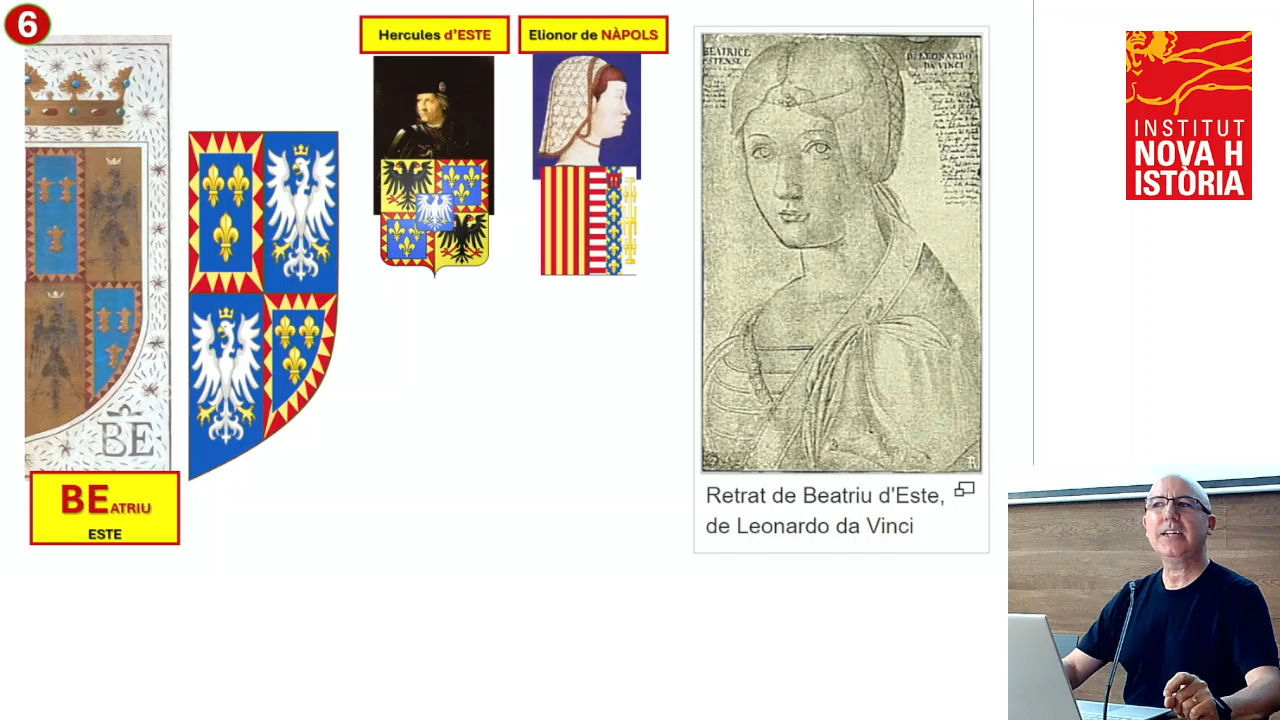 6
Hercules d'ESTE
Elionor de NÀPOLS
BEATRICE
ESTENSE
D. LEONARDO
DA VINCI
INSTITUT
NOVA H
ISTÒRIA
BE
BEATRIU
ESTE
Retrat de Beatriu d'Este,
de Leonardo da Vinci